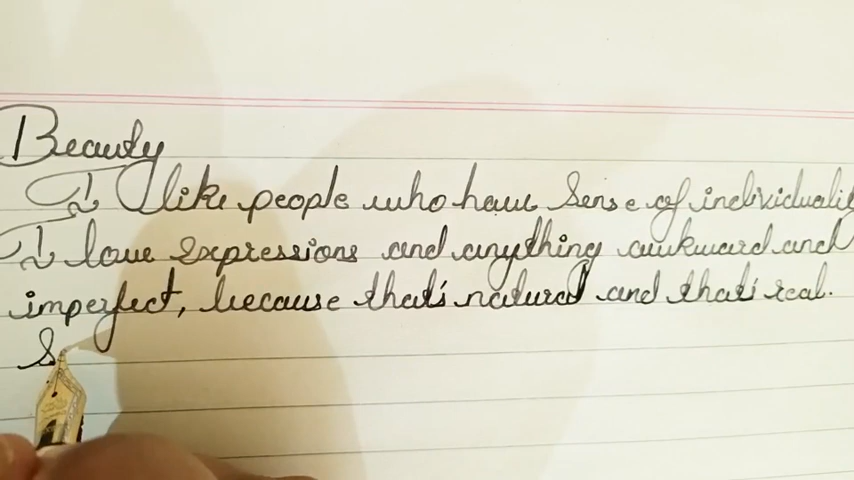 Beauty
I like people who have Sense of individuali
I love expressions and anything awkward and
imperfect, because that's natural and that's real.
S